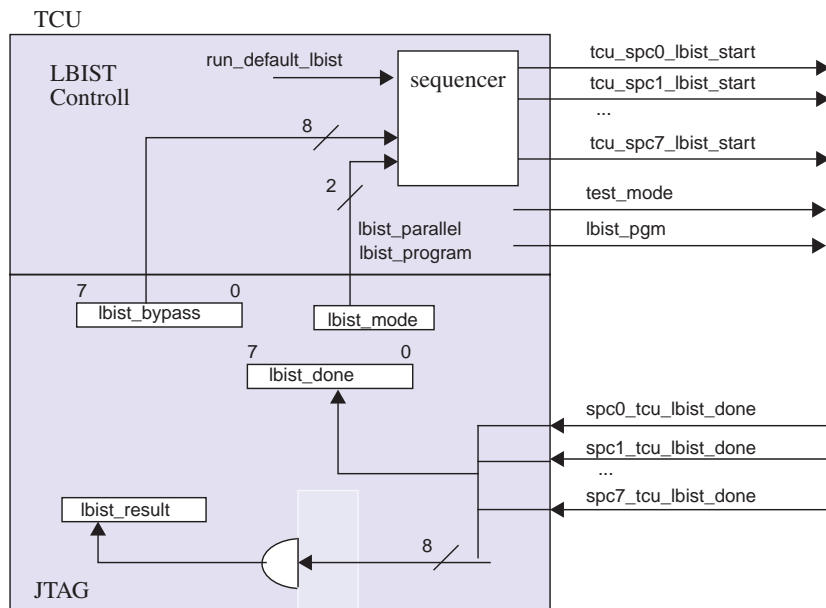 TCU
LBIST
Controll
run_default_lbist
sequencer
tcu_spc0_lbist_start
tcu_spc1_lbist_start
...
tcu_spc7_lbist_start
8
2
test_mode
lbist_parallel
lbist_program
lbist_pgm
7 0
lbist_bypass
lbist_mode
7 0
lbist_done
spc0_tcu_lbist_done
spc1_tcu_lbist_done
...
spc7_tcu_lbist_done
lbist_result
8
JTAG